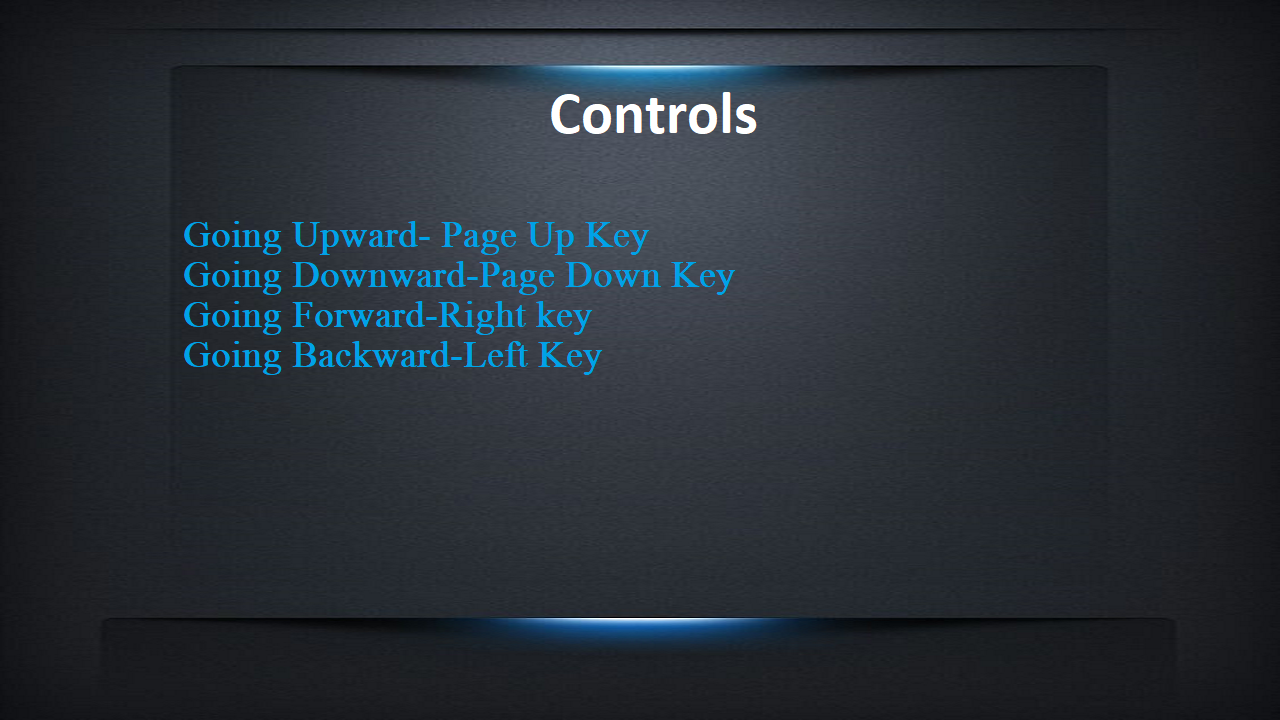 Controls
Going Upward- Page Up Key
Going Downward-Page Down Key
Going Forward-Right key
Going Backward-Left Key